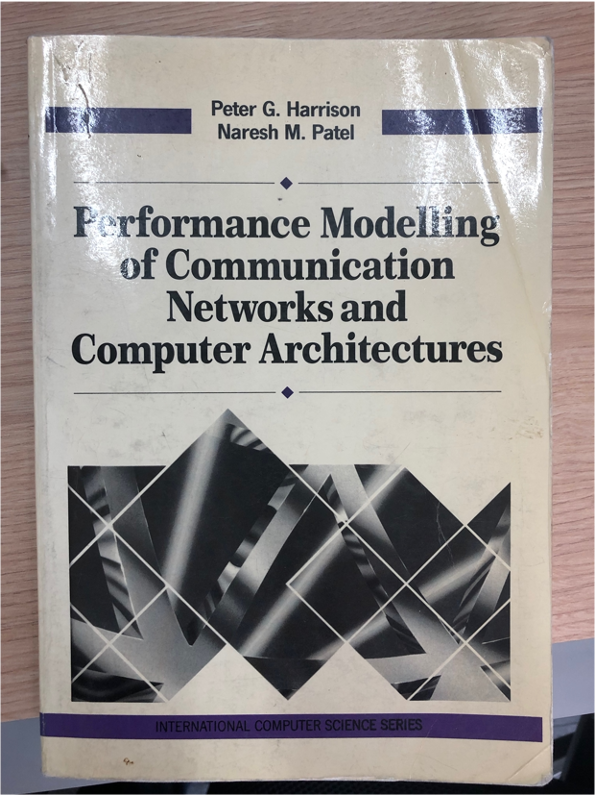 Peter G. Harrison
Naresh M. Patel
Performance Modelling
of Communication
Networks and
Computer Architectures
INTERNATIONAL COMPUTER SCIENCE SERIES